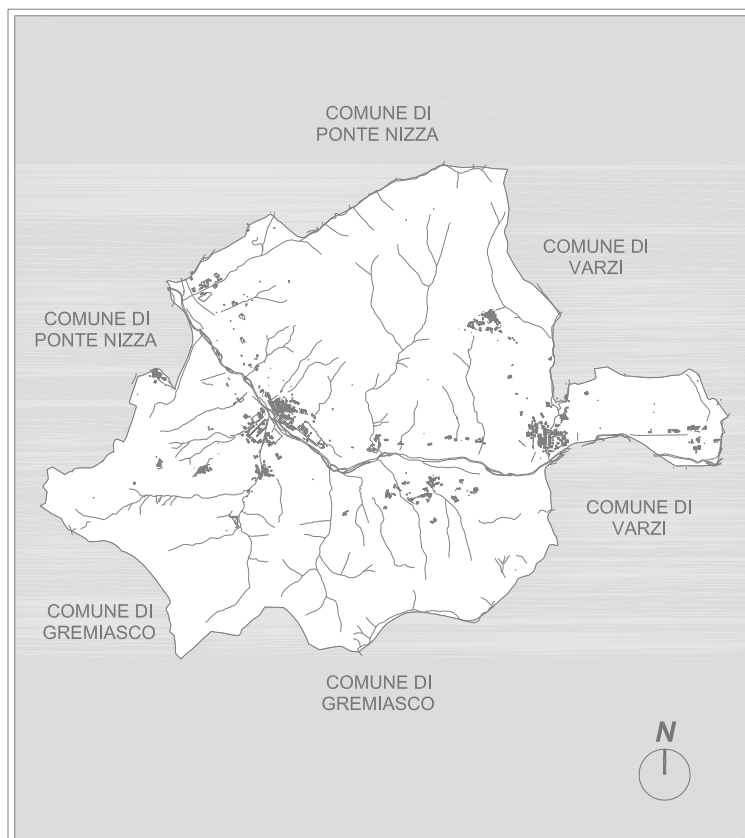 COMUNE DI
PONTE NIZZA
COMUNE DI
VARZI
COMUNE DI
PONTE NIZZA
COMUNE DI
VARZI
COMUNE DI
GREMIASCO
COMUNE DI
GREMIASCO
N